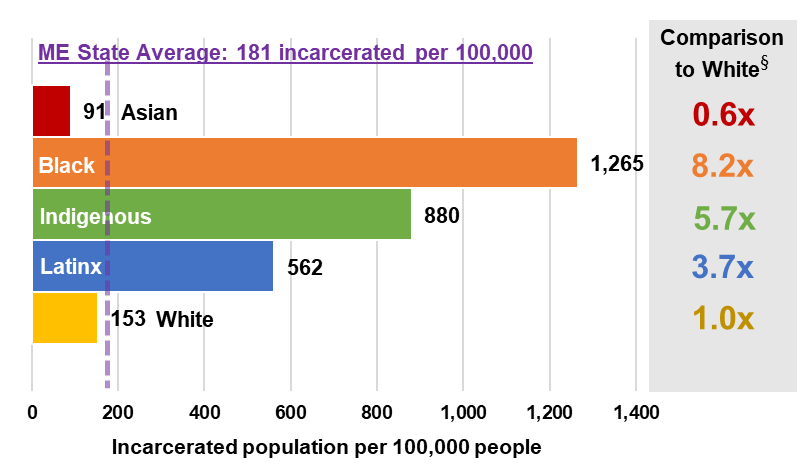 Comparison
to White§
ME State Average: 181 incarcerated per 100,000
91 Asian 0.6x
Black 1,265 8.2x
Indigenous 880 5.7x
Latinx 562 3.7x
153 White 1.0x
0 200 400 600 800 1,000 1,200 1,400
Incarcerated population per 100,000 people